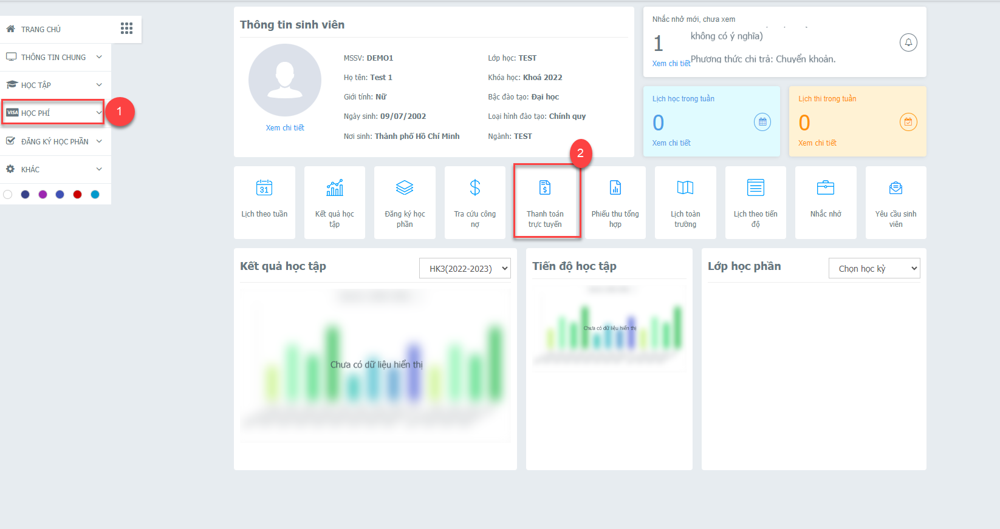 TRANG CHỦ
THÔNG TIN CHUNG
HỌC TẬP
VISA HỌC PHÍ
1
ĐĂNG KÝ HỌC PHẦN
KHÁC
Thông tin sinh viên
MSSV: DEMO1
Họ tên: Test 1
Giới tính: Nữ
Ngày sinh: 09/07/2002
Nơi sinh: Thành phố Hồ Chí Minh
Xem chi tiết
Lớp học: TEST
Khóa học: Khoá 2022
Bậc đào tạo: Đại học
Loại hình đào tạo: Chính quy
Ngành: TEST
Nhắc nhở mới, chưa xem
1
không có ý nghĩa)
Phương thức chi trả: Chuyển khoản.
Xem chi tiết
Lịch học trong tuần
0
Xem chi tiết
Lịch thi trong tuần
0
Xem chi tiết
2
31
Lịch theo tuần
Kết quả học
tập
Đăng ký học
phần
Tra cứu công
nợ
Thanh toán
trực tuyến
Phiếu thu tổng
hợp
Lịch toàn
trường
Lịch theo tiến
độ
Nhắc nhở
Yêu cầu sinh
viên
Kết quả học tập
HK3(2022-2023)
Chưa có dữ liệu hiển thị
Tiến độ học tập
Chưa có dữ liệu hiển thị
Lớp học phần
Chọn học kỳ